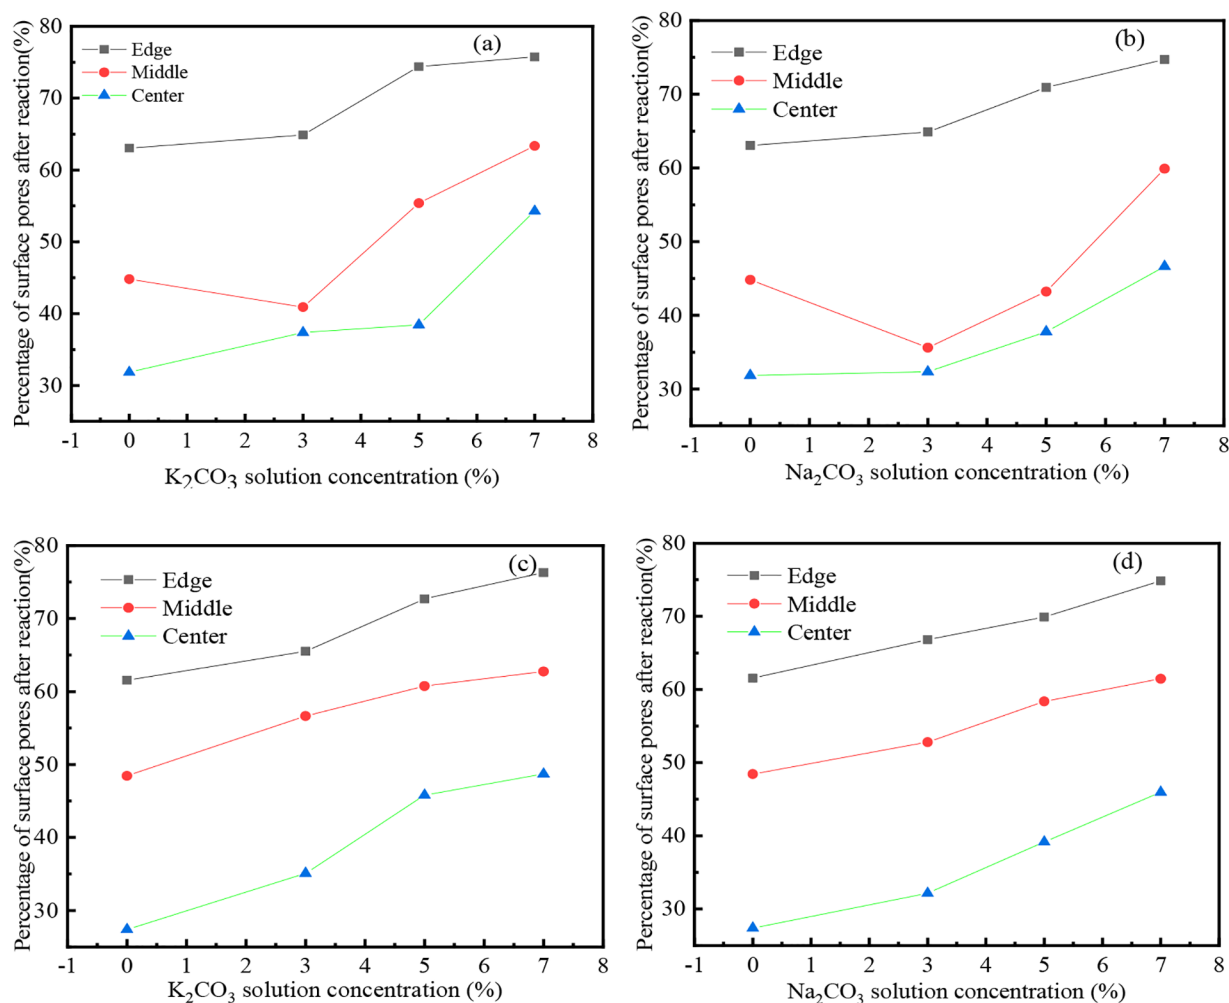 Percentage of surface pores after reaction(%)
80
70
60
50
40
30
Edge
Middle
Center
(a)
-1 0 1 2 3 4 5 6 7 8
K₂CO₃ solution concentration (%)
Percentage of surface pores after reaction(%)
80
70
60
50
40
30
Edge
Middle
Center
(b)
-1 0 1 2 3 4 5 6 7 8
Na₂CO₃ solution concentration (%)
Percentage of surface pores after reaction(%)
80
70
60
50
40
30
Edge
Middle
Center
(c)
-1 0 1 2 3 4 5 6 7 8
K₂CO₃ solution concentration (%)
Percentage of surface pores after reaction(%)
80
70
60
50
40
30
Edge
Middle
Center
(d)
-1 0 1 2 3 4 5 6 7 8
Na₂CO₃ solution concentration (%)